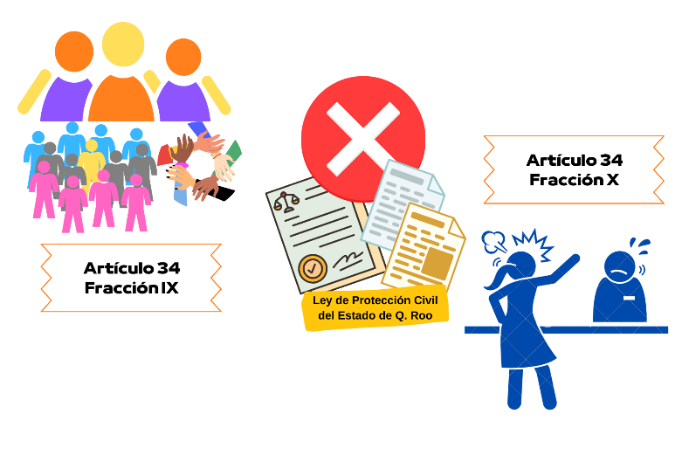 Artículo 34
Fracción IX
Ley de Protección Civil
del Estado de Q. Roo
Artículo 34
Fracción X